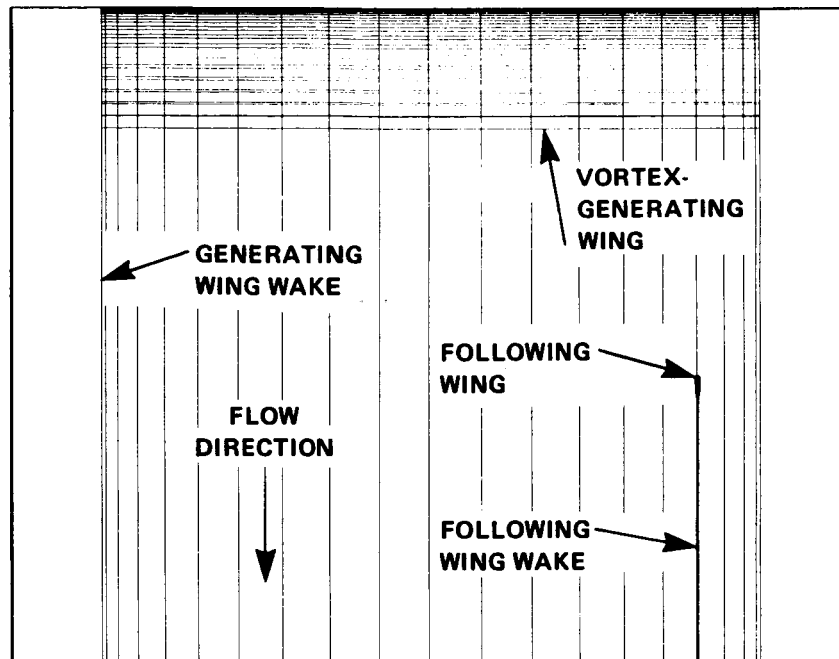 VORTEX-
GENERATING
WING
GENERATING
WING WAKE
FOLLOWING
WING
FLOW
DIRECTION
FOLLOWING
WING WAKE